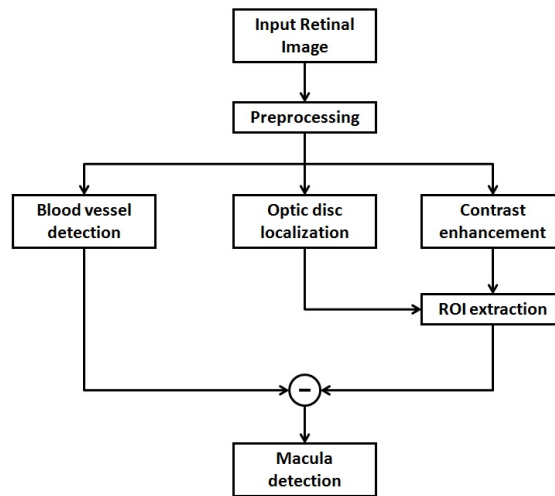 Input Retinal
Image
Preprocessing
Blood vessel
detection
Optic disc
localization
Contrast
enhancement
ROI extraction
−
Macula
detection